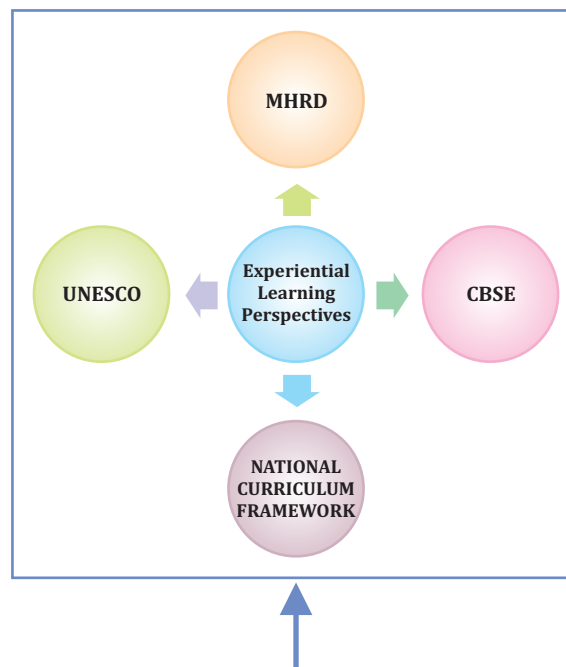 MHRD
UNESCO
Experiential
Learning
Perspectives
CBSE
NATIONAL
CURRICULUM
FRAMEWORK